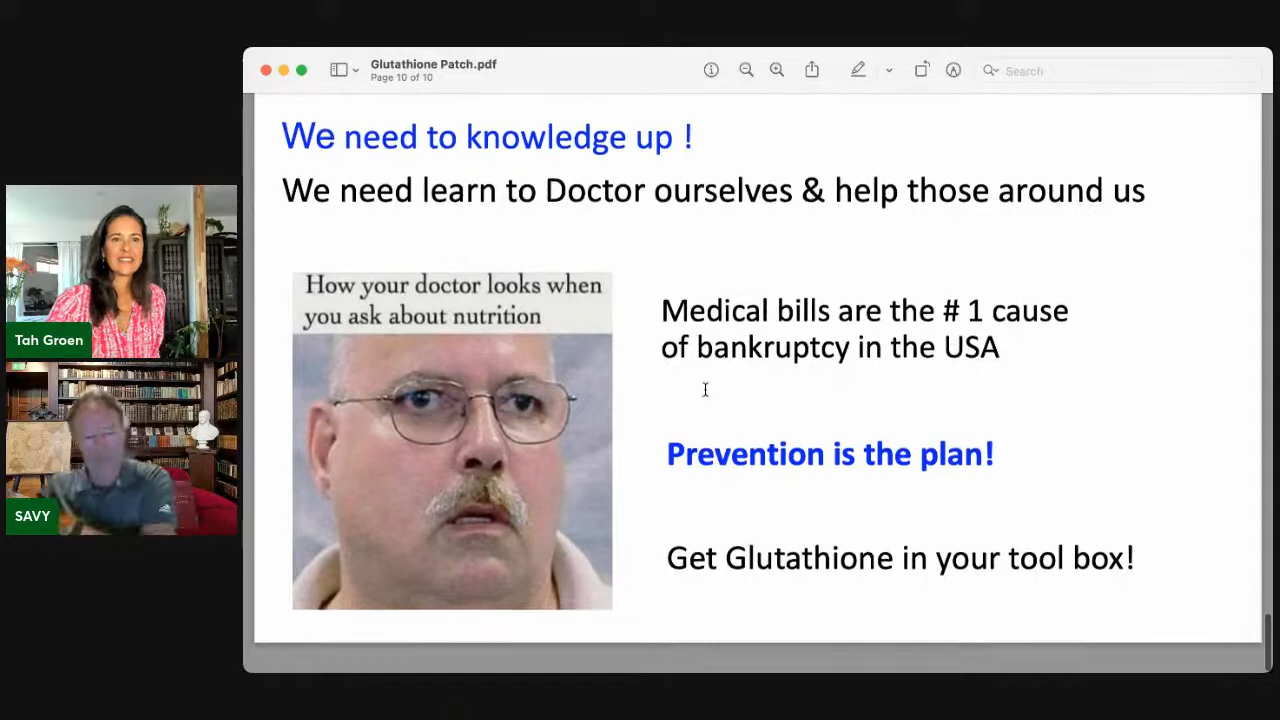 Glutathione Patch.pdf
Page 10 of 10
Search
We need to knowledge up !
We need learn to Doctor ourselves & help those around us
How your doctor looks when
you ask about nutrition
Medical bills are the # 1 cause
of bankruptcy in the USA
Prevention is the plan!
Get Glutathione in your tool box!
Tah Groen
SAVY